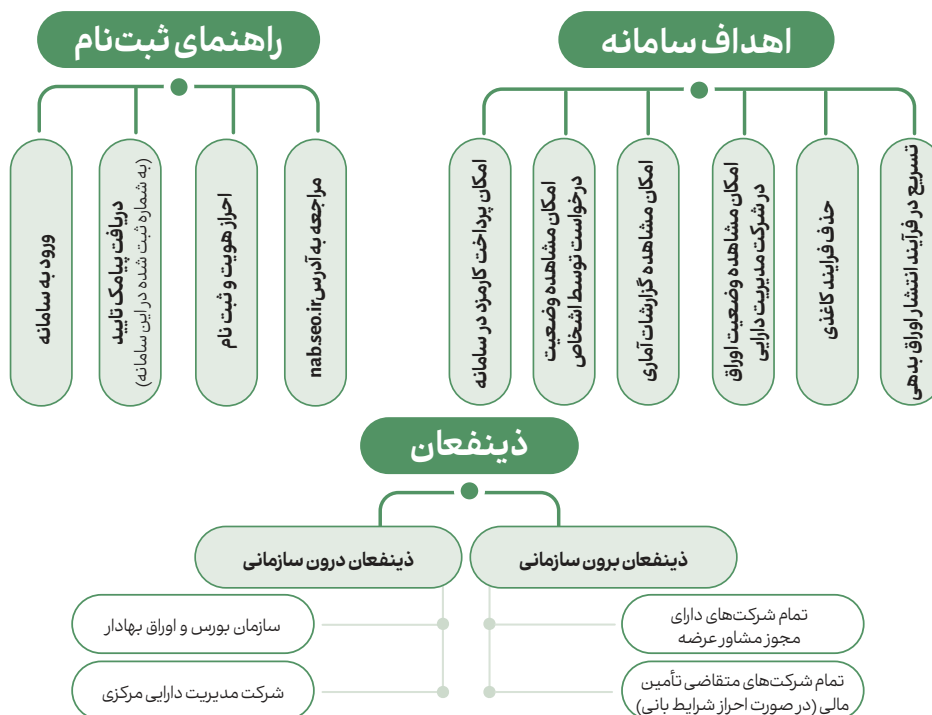 اهداف سامانه
تسریع در فرآیند انتشار اوراق بدهی
حذف فرایند کاغذی
امکان مشاهده وضعیت اوراق
در شرکت مدیریت دارایی
امکان مشاهده گزارشات آماری
امکان مشاهده وضعیت
درخواست توسط اشخاص
امکان پرداخت کارمزد در سامانه
راهنمای ثبت‌نام
مراجعه به آدرس nab.seo.ir
احراز هویت و ثبت نام
دریافت پیامک تایید
(به شماره ثبت شده در این سامانه)
ورود به سامانه
ذینفعان
ذینفعان برون سازمانی
تمام شرکت‌های دارای
مجوز مشاور عرضه
تمام شرکت‌های متقاضی تأمین
مالی (در صورت احراز شرایط بانی)
ذینفعان درون سازمانی
سازمان بورس و اوراق بهادار
شرکت مدیریت دارایی مرکزی